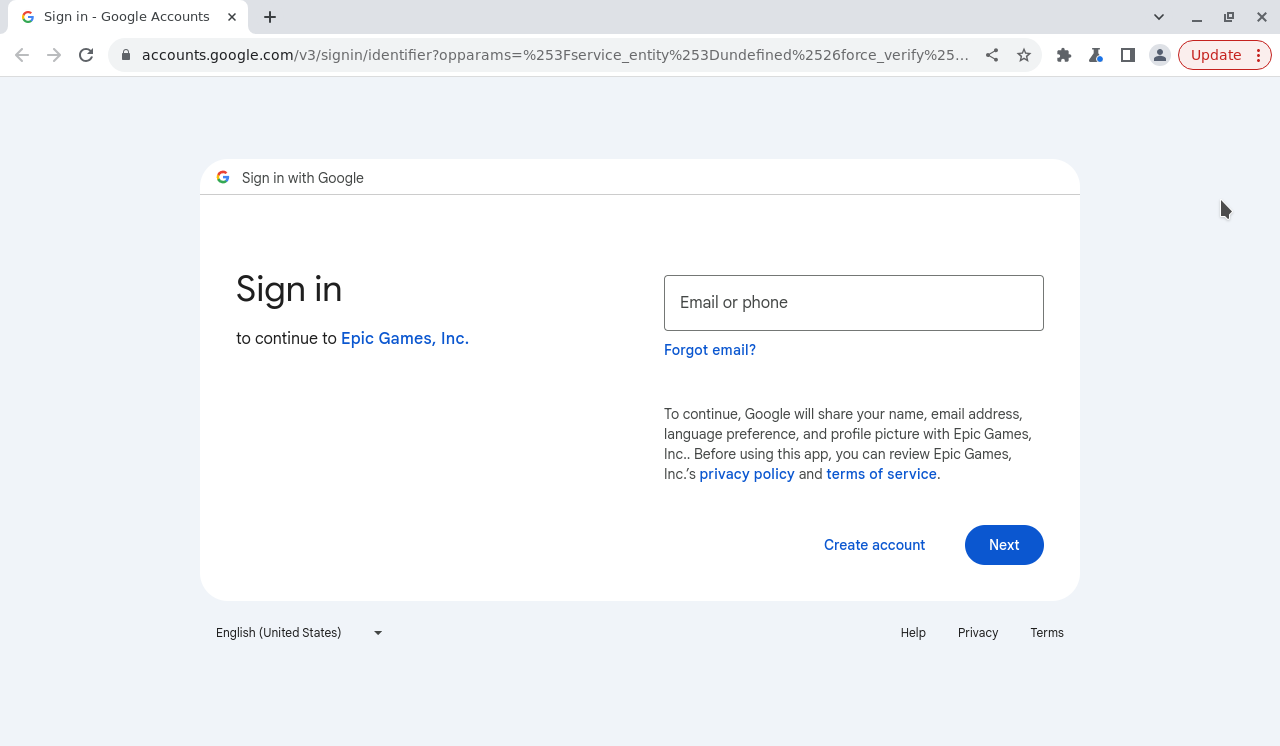 Sign in - Google Accounts
accounts.google.com/v3/signin/identifier?opparams=%253Fservice_entity%253Dundefined%2526force_verify%25...
Update
Sign in with Google
Sign in
to continue to Epic Games, Inc.
Email or phone
Forgot email?
To continue, Google will share your name, email address,
language preference, and profile picture with Epic Games,
Inc.. Before using this app, you can review Epic Games,
Inc.’s privacy policy and terms of service.
Create account
Next
English (United States)
Help
Privacy
Terms